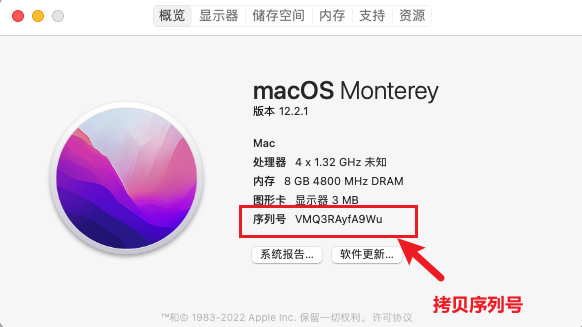 概览 显示器 储存空间 内存 支持 资源
macOS Monterey
版本 12.2.1
Mac
处理器 4 x 1.32 GHz 未知
内存 8 GB 4800 MHz DRAM
图形卡 显示器 3 MB
序列号 VMQ3RAyfA9Wu
系统报告... 软件更新...
拷贝序列号
™和© 1983-2022 Apple Inc. 保留一切权利。许可协议